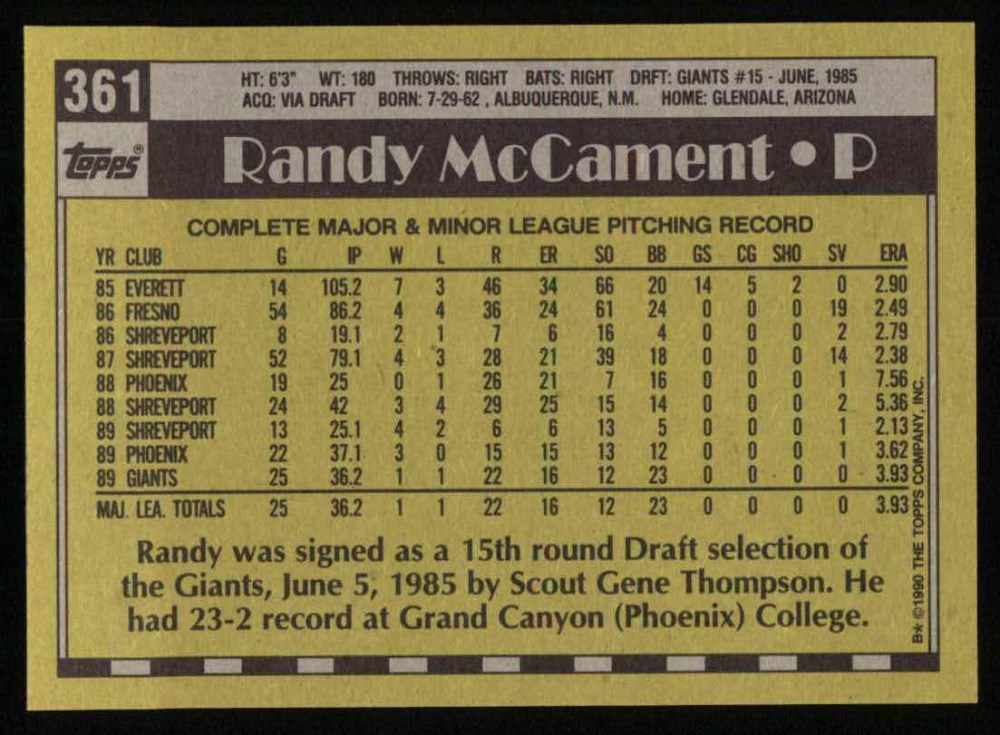 361
HT: 6'3" WT: 180 THROWS: RIGHT BATS: RIGHT DRFT: GIANTS #15 - JUNE, 1985
ACQ: VIA DRAFT BORN: 7-29-62 , ALBUQUERQUE, N.M. HOME: GLENDALE, ARIZONA
Topps®
Randy McCament • P
COMPLETE MAJOR & MINOR LEAGUE PITCHING RECORD
YR CLUB G IP W L R ER SO BB GS CG SHO SV ERA
85 EVERETT 14 105.2 7 3 46 34 66 20 14 5 2 0 2.90
86 FRESNO 54 86.2 4 4 36 24 61 24 0 0 0 19 2.49
86 SHREVEPORT 8 19.1 2 1 7 6 16 4 0 0 0 2 2.79
87 SHREVEPORT 52 79.1 4 3 28 21 39 18 0 0 0 14 2.38
88 PHOENIX 19 25 0 1 26 21 7 16 0 0 0 1 7.56
88 SHREVEPORT 24 42 3 4 29 25 15 14 0 0 0 2 5.36
89 SHREVEPORT 13 25.1 4 2 6 6 13 5 0 0 0 1 2.13
89 PHOENIX 22 37.1 3 0 15 15 13 12 0 0 0 1 3.62
89 GIANTS 25 36.2 1 1 22 16 12 23 0 0 0 0 3.93
MAJ. LEA. TOTALS 25 36.2 1 1 22 16 12 23 0 0 0 0 3.93
Randy was signed as a 15th round Draft selection of
the Giants, June 5, 1985 by Scout Gene Thompson. He
had 23-2 record at Grand Canyon (Phoenix) College.
B★ ©1990 THE TOPPS COMPANY, INC.